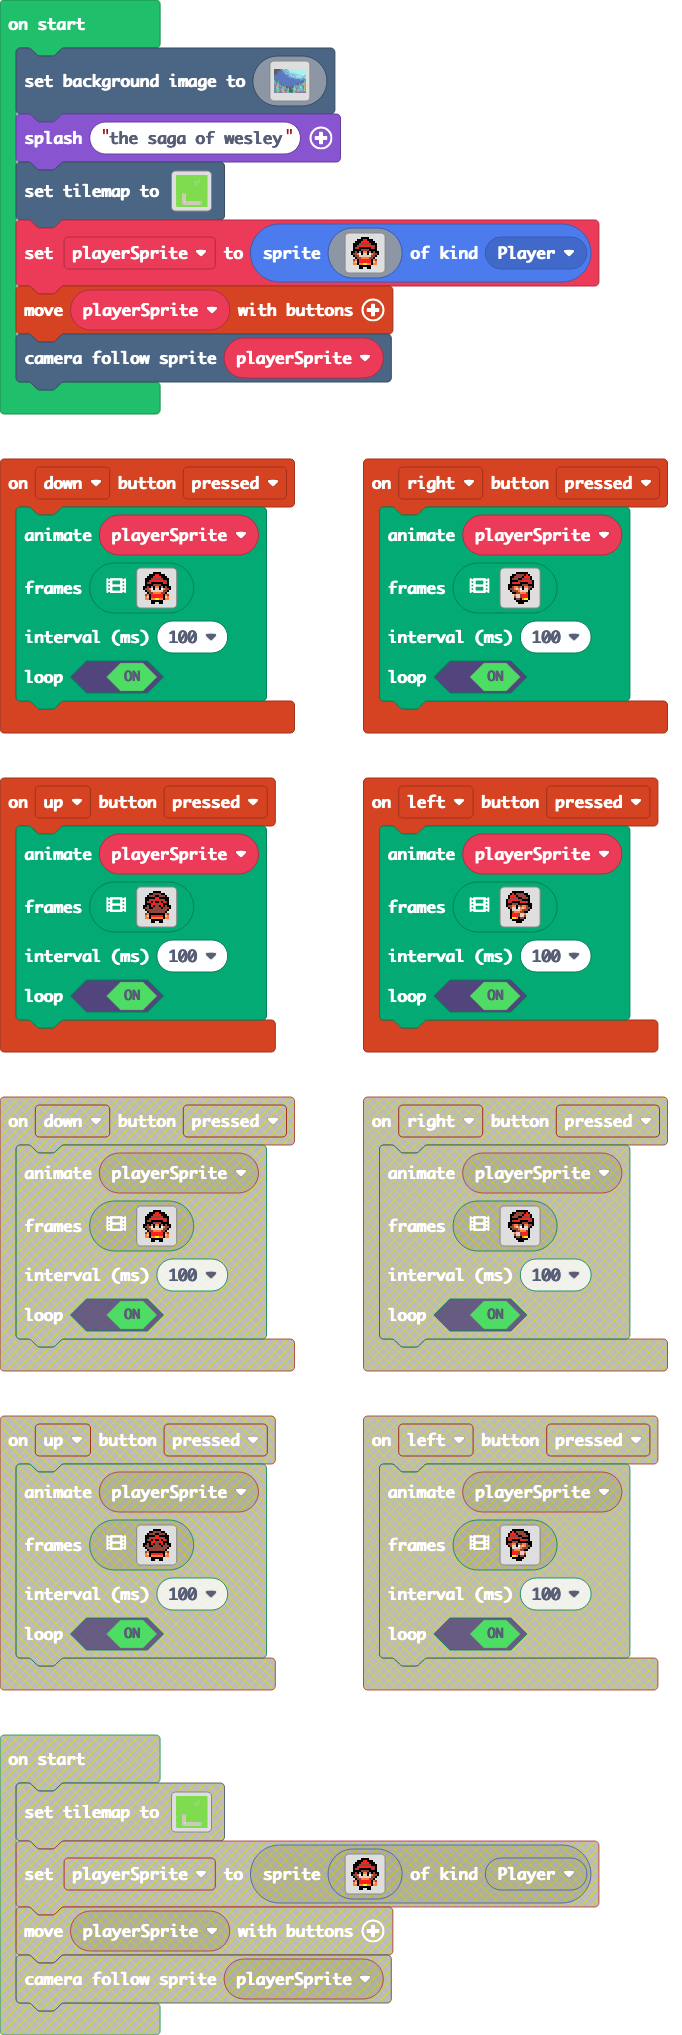 on start
set background image to
splash "the saga of wesley"
set tilemap to
set playerSprite to sprite of kind Player
move playerSprite with buttons
camera follow sprite playerSprite
on down button pressed
animate playerSprite
frames
interval (ms) 100
loop ON
on right button pressed
animate playerSprite
frames
interval (ms) 100
loop ON
on up button pressed
animate playerSprite
frames
interval (ms) 100
loop ON
on left button pressed
animate playerSprite
frames
interval (ms) 100
loop ON
on down button pressed
animate playerSprite
frames
interval (ms) 100
loop ON
on right button pressed
animate playerSprite
frames
interval (ms) 100
loop ON
on up button pressed
animate playerSprite
frames
interval (ms) 100
loop ON
on left button pressed
animate playerSprite
frames
interval (ms) 100
loop ON
on start
set tilemap to
set playerSprite to sprite of kind Player
move playerSprite with buttons
camera follow sprite playerSprite